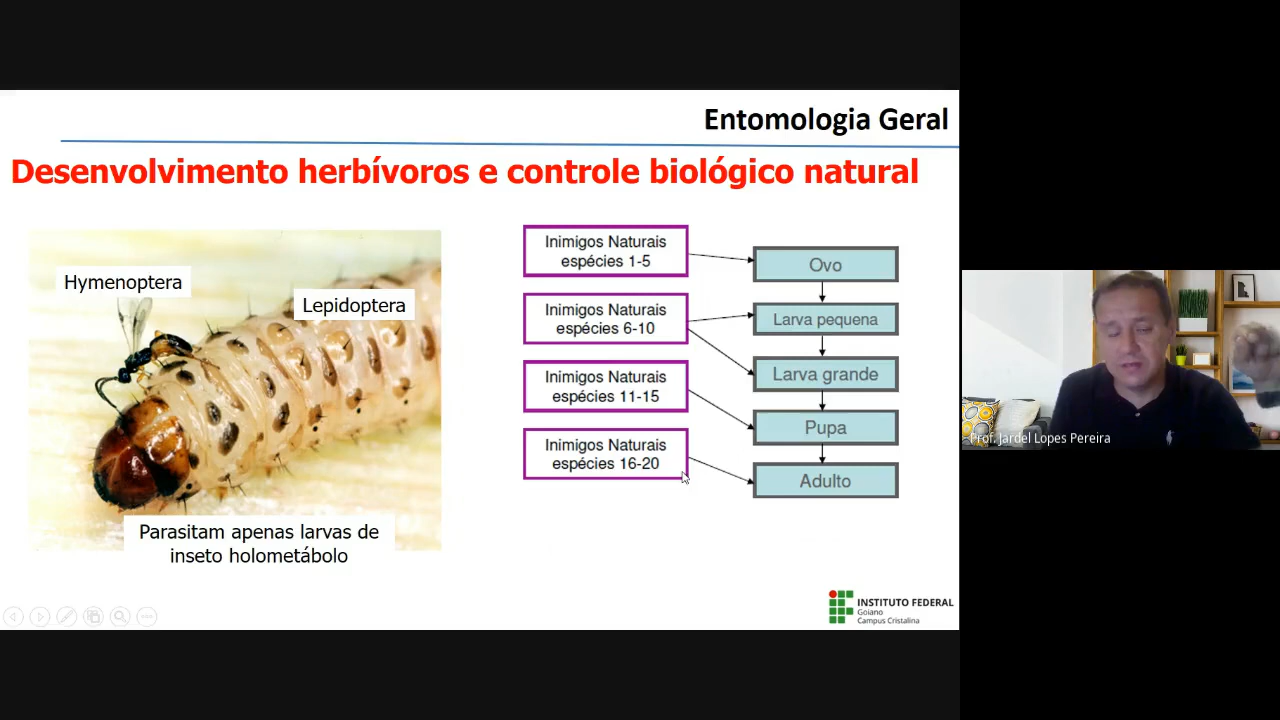 Entomologia Geral
Desenvolvimento herbívoros e controle biológico natural
Hymenoptera
Lepidoptera
Parasitam apenas larvas de
inseto holometábolo
Inimigos Naturais
espécies 1-5
Inimigos Naturais
espécies 6-10
Inimigos Naturais
espécies 11-15
Inimigos Naturais
espécies 16-20
Ovo
Larva pequena
Larva grande
Pupa
Adulto
INSTITUTO FEDERAL
Goiano
Campus Cristalina
Prof. Jardel Lopes Pereira